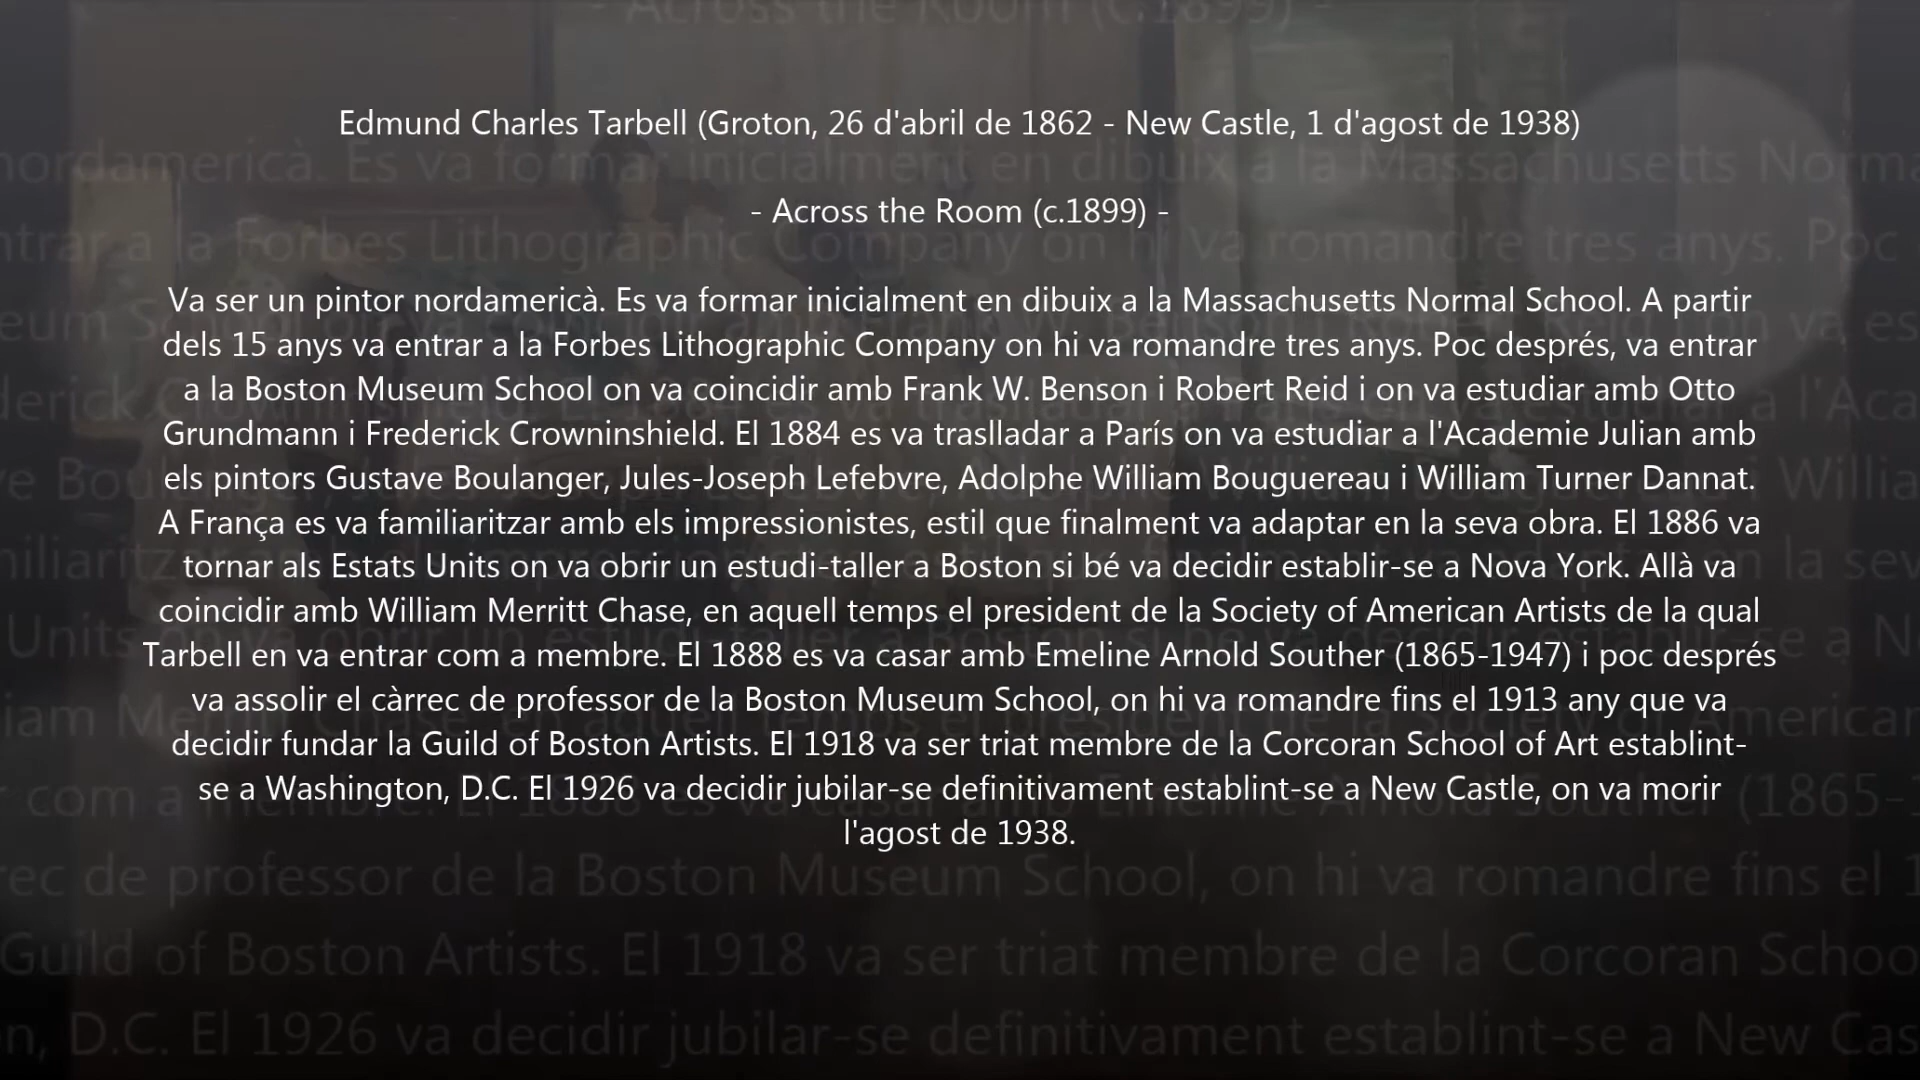 Edmund Charles Tarbell (Groton, 26 d'abril de 1862 - New Castle, 1 d'agost de 1938)
- Across the Room (c.1899) -
Va ser un pintor nordamericà. Es va formar inicialment en dibuix a la Massachusetts Normal School. A partir
dels 15 anys va entrar a la Forbes Lithographic Company on hi va romandre tres anys. Poc després, va entrar
a la Boston Museum School on va coincidir amb Frank W. Benson i Robert Reid i on va estudiar amb Otto
Grundmann i Frederick Crowninshield. El 1884 es va traslladar a París on va estudiar a l'Academie Julian amb
els pintors Gustave Boulanger, Jules-Joseph Lefebvre, Adolphe William Bouguereau i William Turner Dannat.
A França es va familiaritzar amb els impressionistes, estil que finalment va adaptar en la seva obra. El 1886 va
tornar als Estats Units on va obrir un estudi-taller a Boston si bé va decidir establir-se a Nova York. Allà va
coincidir amb William Merritt Chase, en aquell temps el president de la Society of American Artists de la qual
Tarbell en va entrar com a membre. El 1888 es va casar amb Emeline Arnold Souther (1865-1947) i poc després
va assolir el càrrec de professor de la Boston Museum School, on hi va romandre fins el 1913 any que va
decidir fundar la Guild of Boston Artists. El 1918 va ser triat membre de la Corcoran School of Art establint-
se a Washington, D.C. El 1926 va decidir jubilar-se definitivament establint-se a New Castle, on va morir
l'agost de 1938.